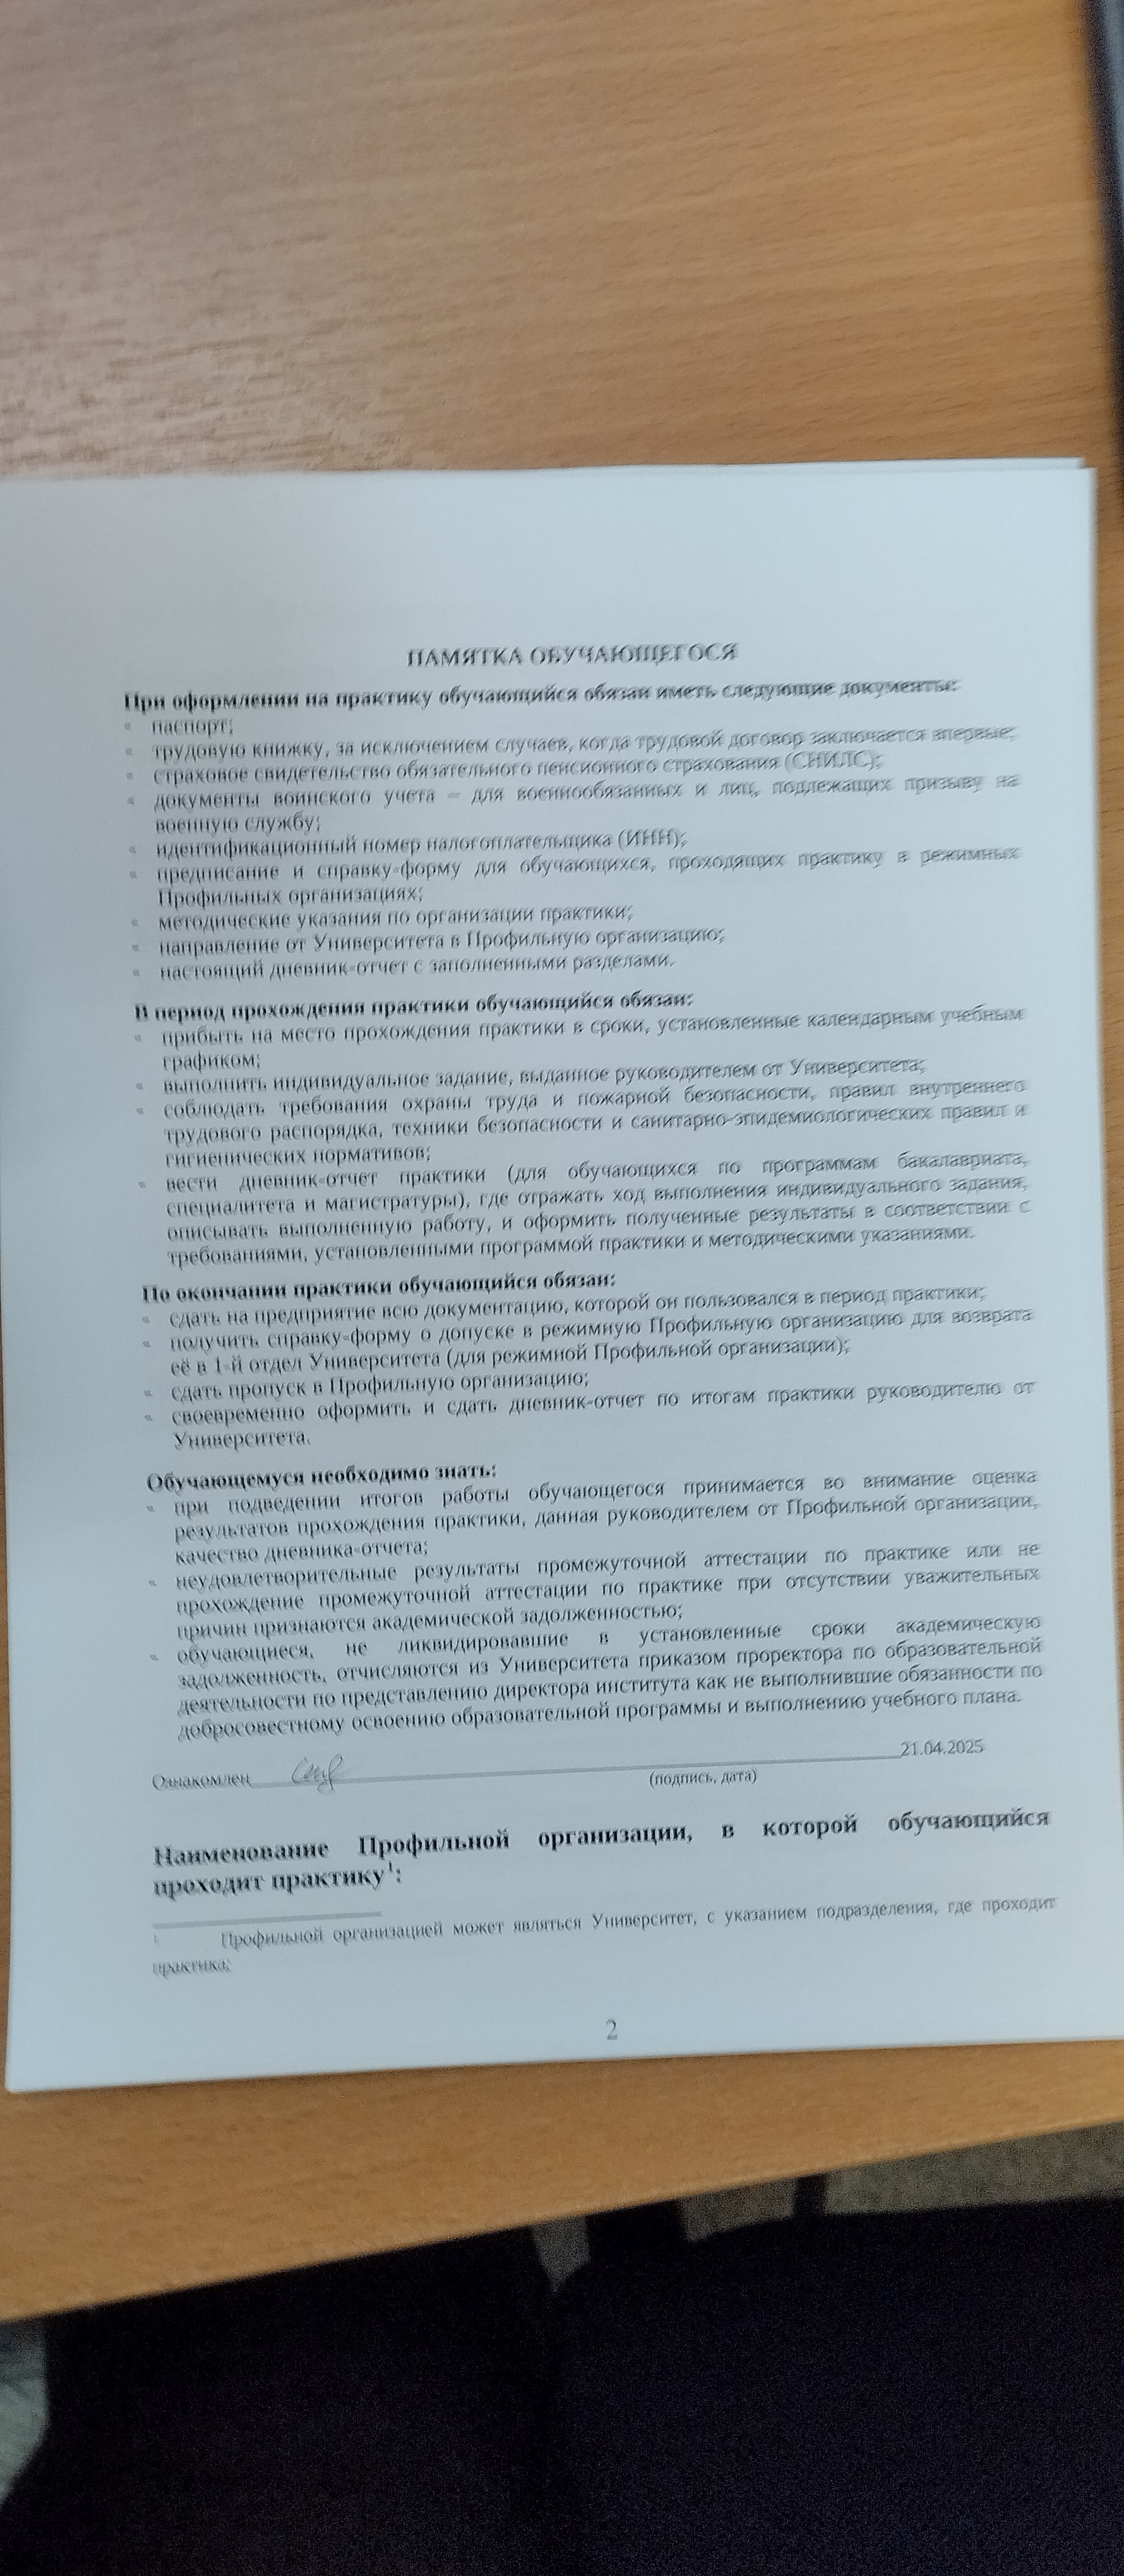 ПАМЯТКА ОБУЧАЮЩЕГОСЯ
При оформлении на практику обучающийся обязан иметь следующие документы:
паспорт;
трудовую книжку, за исключением случаев, когда трудовой договор заключается впервые;
страховое свидетельство обязательного пенсионного страхования (СНИЛС);
документы воинского учета – для военнообязанных и лиц, подлежащих призыву на
военную службу;
идентификационный номер налогоплательщика (ИНН);
предписание и справку-форму для обучающихся, проходящих практику в режимных
Профильных организациях;
методические указания по организации практики;
направление от Университета в Профильную организацию;
настоящий дневник-отчет с заполненными разделами.
В период прохождения практики обучающийся обязан:
прибыть на место прохождения практики в сроки, установленные календарным учебным
графиком;
выполнить индивидуальное задание, выданное руководителем от Университета;
соблюдать требования охраны труда и пожарной безопасности, правил внутреннего
трудового распорядка, техники безопасности и санитарно-эпидемиологических правил и
гигиенических нормативов;
вести дневник-отчет практики (для обучающихся по программам бакалавриата,
специалитета и магистратуры), где отражать ход выполнения индивидуального задания,
описывать выполненную работу, и оформить полученные результаты в соответствии с
требованиями, установленными программой практики и методическими указаниями.
По окончании практики обучающийся обязан:
сдать на предприятие всю документацию, которой он пользовался в период практики;
получить справку-форму о допуске в режимную Профильную организацию для возврата
её в 1-й отдел Университета (для режимной Профильной организации);
сдать пропуск в Профильную организацию;
своевременно оформить и сдать дневник-отчет по итогам практики руководителю от
Университета.
Обучающемуся необходимо знать:
при подведении итогов работы обучающегося принимается во внимание оценка
результатов прохождения практики, данная руководителем от Профильной организации,
качество дневника-отчета;
неудовлетворительные результаты промежуточной аттестации по практике или не
прохождение промежуточной аттестации по практике при отсутствии уважительных
причин признаются академической задолженностью;
обучающиеся, не ликвидировавшие в установленные сроки академическую
задолженность, отчисляются из Университета приказом проректора по образовательной
деятельности по представлению директора института как не выполнившие обязанности по
добросовестному освоению образовательной программы и выполнению учебного плана.
Ознакомлен 21.04.2025
(подпись, дата)
Наименование Профильной организации, в которой обучающийся
проходит практику1:
1 Профильной организацией может являться Университет, с указанием подразделения, где проходит
практика;
2